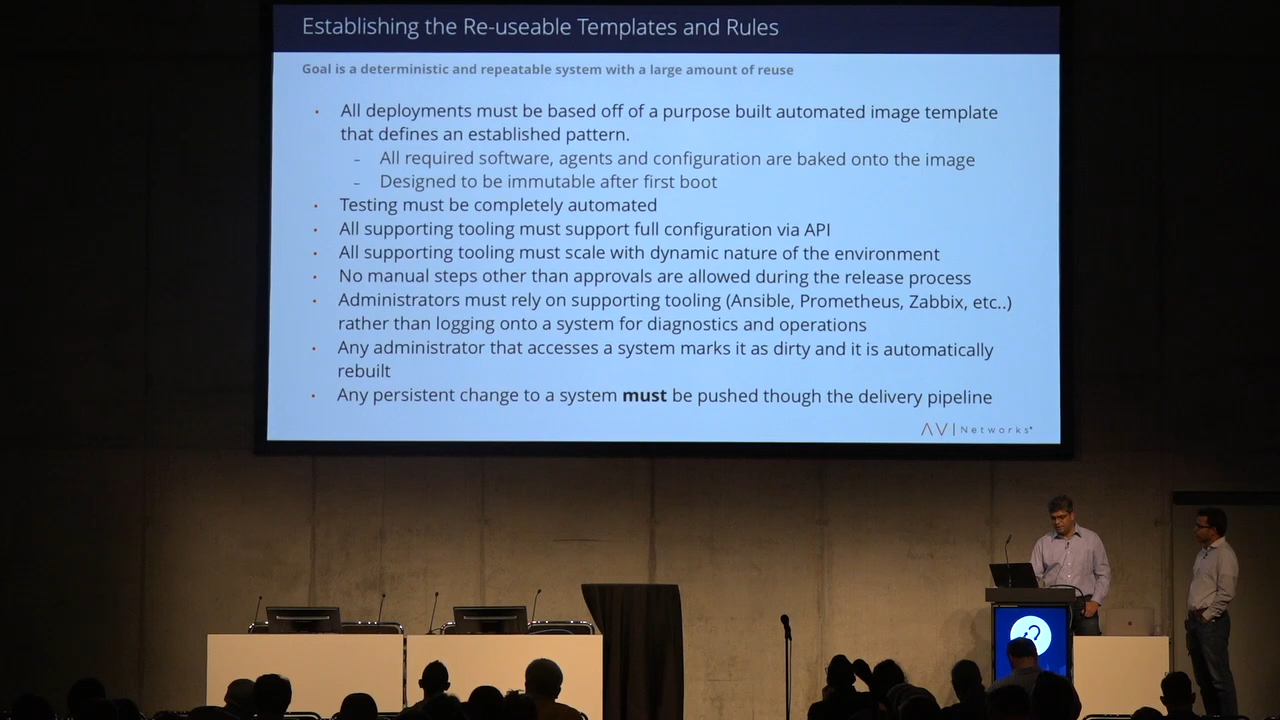 Establishing the Re-useable Templates and Rules
Goal is a deterministic and repeatable system with a large amount of reuse
• All deployments must be based off of a purpose built automated image template
that defines an established pattern.
– All required software, agents and configuration are baked onto the image
– Designed to be immutable after first boot
• Testing must be completely automated
• All supporting tooling must support full configuration via API
• All supporting tooling must scale with dynamic nature of the environment
• No manual steps other than approvals are allowed during the release process
• Administrators must rely on supporting tooling (Ansible, Prometheus, Zabbix, etc..)
rather than logging onto a system for diagnostics and operations
• Any administrator that accesses a system marks it as dirty and it is automatically
rebuilt
• Any persistent change to a system must be pushed though the delivery pipeline
AVI | Networks